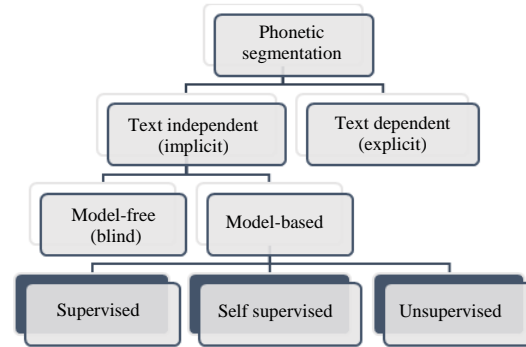 Phonetic
segmentation
Text independent
(implicit)
Text dependent
(explicit)
Model-free
(blind)
Model-based
Supervised
Self supervised
Unsupervised